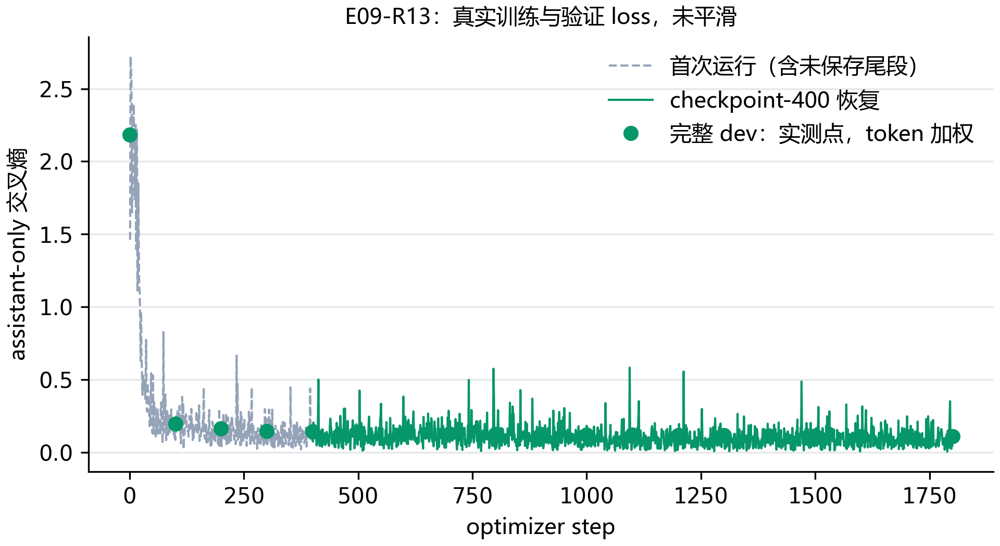 E09-R13：真实训练与验证 loss，未平滑
首次运行（含未保存尾段）
checkpoint-400 恢复
完整 dev：实测点，token 加权
assistant-only 交叉熵
2.5
2.0
1.5
1.0
0.5
0.0
0 250 500 750 1000 1250 1500 1750
optimizer step